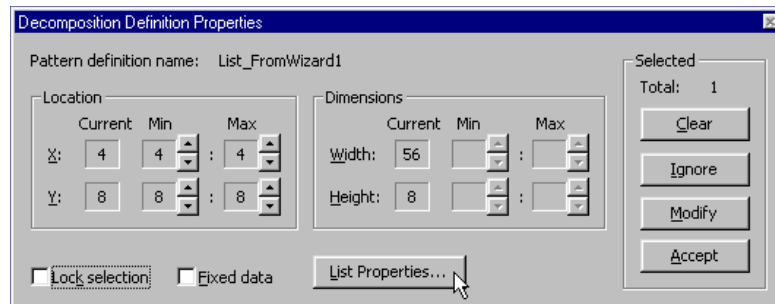 Decomposition Definition Properties
Pattern definition name: List_FromWizard1
Selected
Total: 1
Location
Dimensions
Current Min Max
Current Min Max
Clear
X: 4 4 : 4
Width: 56 :
Ignore
Y: 8 8 : 8
Height: 8 :
Modify
Accept
Lock selection
Fixed data
List Properties...